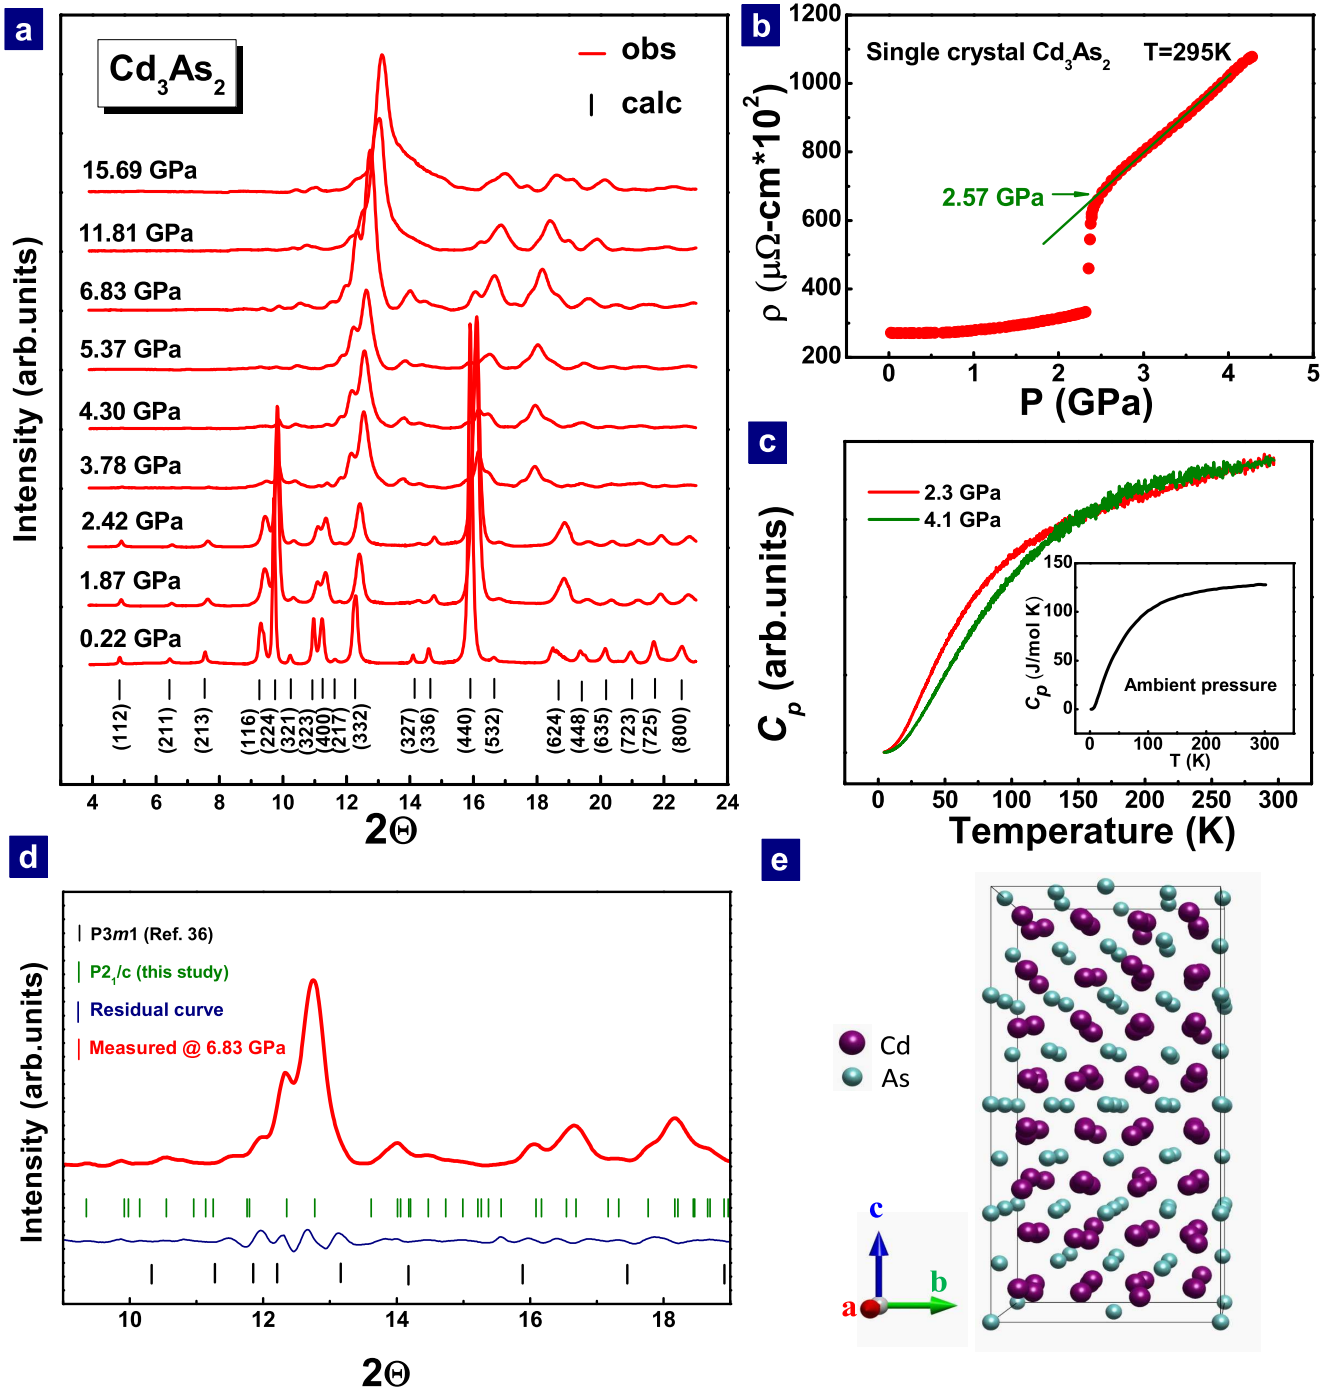 a
Cd3As2
obs
calc
15.69 GPa
11.81 GPa
6.83 GPa
5.37 GPa
4.30 GPa
3.78 GPa
2.42 GPa
1.87 GPa
0.22 GPa
Intensity (arb.units)
(112)
(211)
(213)
(116)
(224)
(321)
(323)
(400)
(217)
(332)
(327)
(336)
(440)
(532)
(624)
(448)
(635)
(723)
(725)
(800)
4 6 8 10 12 14 16 18 20 22 24
2Θ
b
Single crystal Cd3As2 T=295K
2.57 GPa
1200
1000
800
600
400
200
ρ (μΩ-cm*10^2)
0 1 2 3 4 5
P (GPa)
c
2.3 GPa
4.1 GPa
Cp (arb.units)
150
100
50
0
Cp (J/mol K)
Ambient pressure
0 100 200 300
T (K)
0 50 100 150 200 250 300
Temperature (K)
d
P3m1 (Ref. 36)
P21/c (this study)
Residual curve
Measured @ 6.83 GPa
Intensity (arb.units)
10 12 14 16 18
2Θ
e
Cd
As
c
b
a